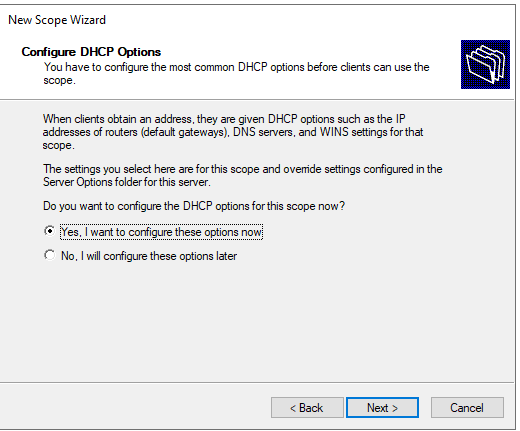 New Scope Wizard
Configure DHCP Options
You have to configure the most common DHCP options before clients can use the
scope.
When clients obtain an address, they are given DHCP options such as the IP
addresses of routers (default gateways), DNS servers, and WINS settings for that
scope.
The settings you select here are for this scope and override settings configured in the
Server Options folder for this server.
Do you want to configure the DHCP options for this scope now?
Yes, I want to configure these options now
No, I will configure these options later
< Back
Next >
Cancel